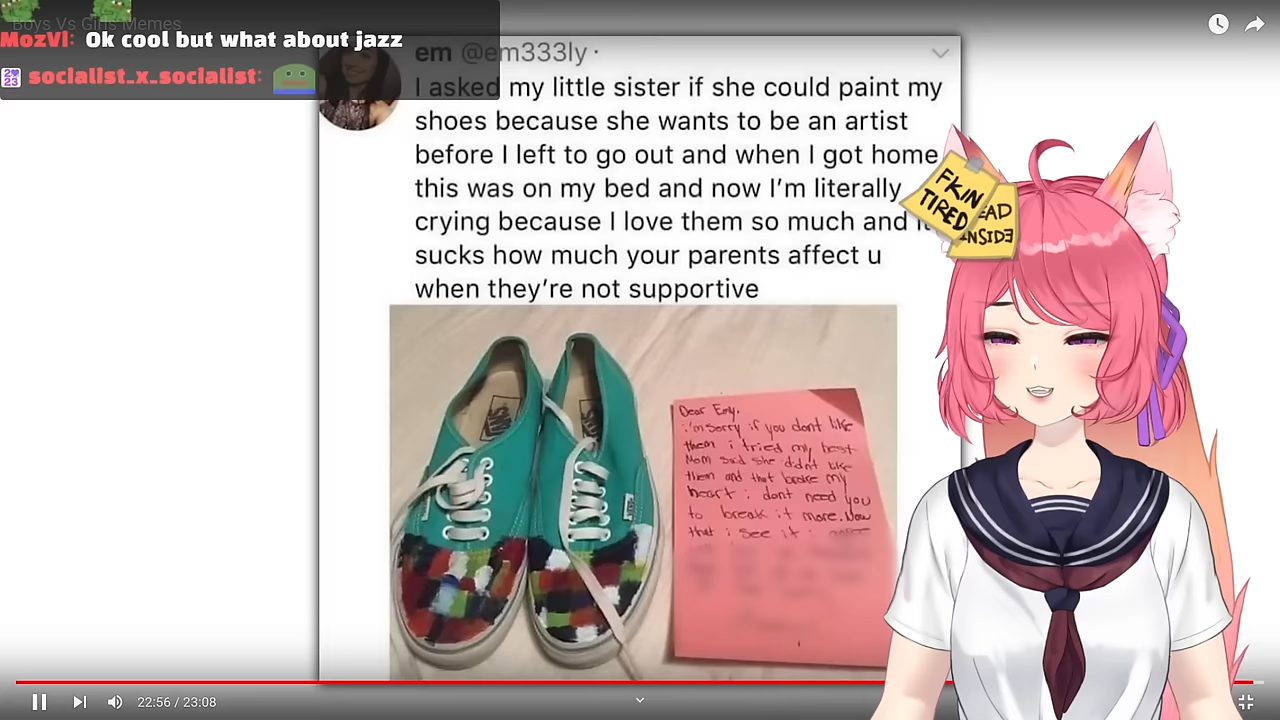 Boys Vs Girls Memes
MozVi: Ok cool but what about jazz
socialist_x_socialist:
em @em333ly ·
I asked my little sister if she could paint my
shoes because she wants to be an artist
before I left to go out and when I got home
this was on my bed and now I'm literally
crying because I love them so much and it
sucks how much your parents affect u
when they're not supportive
FKIN
TIRED
EAD
INSIDE
VANS
Dear Emy,
i'm sorry if you dont like
them i tried my best
Mom said she didnt like
them and that broke my
heart i dont need you
to break it more. Now
that i see it i
22:56 / 23:08